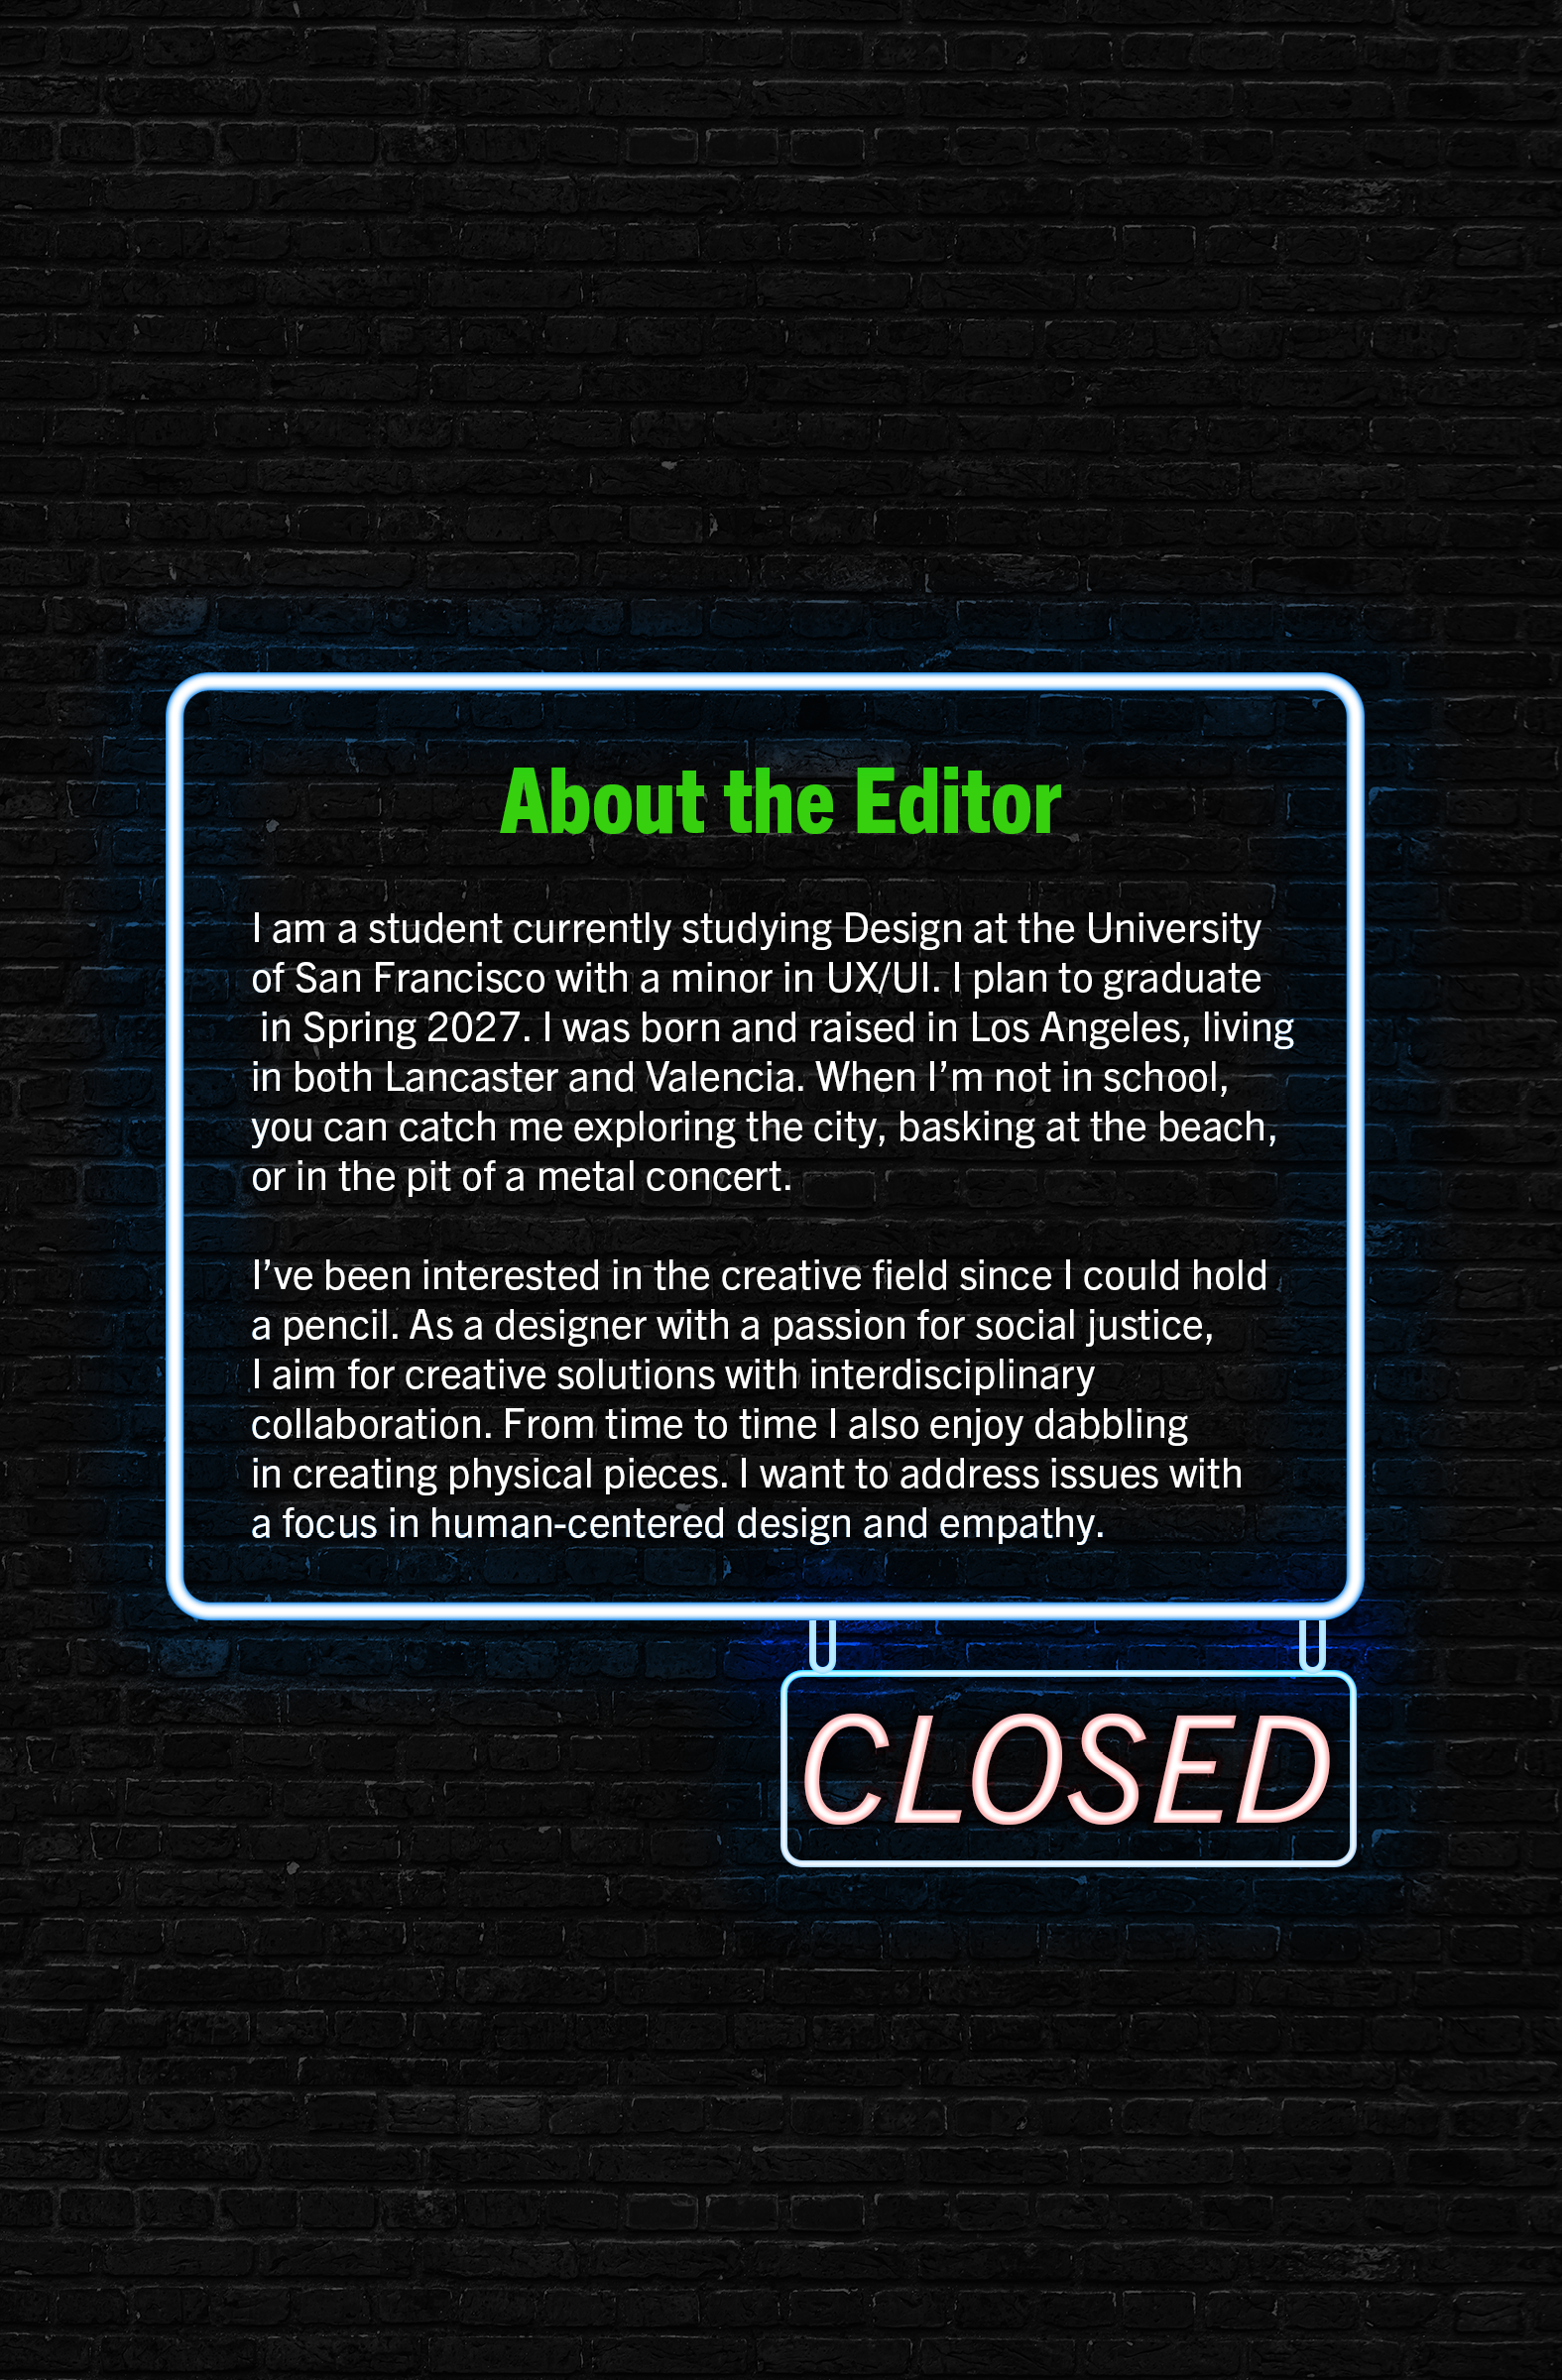 About the Editor
I am a student currently studying Design at the University
of San Francisco with a minor in UX/UI. I plan to graduate
in Spring 2027. I was born and raised in Los Angeles, living
in both Lancaster and Valencia. When I’m not in school,
you can catch me exploring the city, basking at the beach,
or in the pit of a metal concert.
I’ve been interested in the creative field since I could hold
a pencil. As a designer with a passion for social justice,
I aim for creative solutions with interdisciplinary
collaboration. From time to time I also enjoy dabbling
in creating physical pieces. I want to address issues with
a focus in human-centered design and empathy.
CLOSED